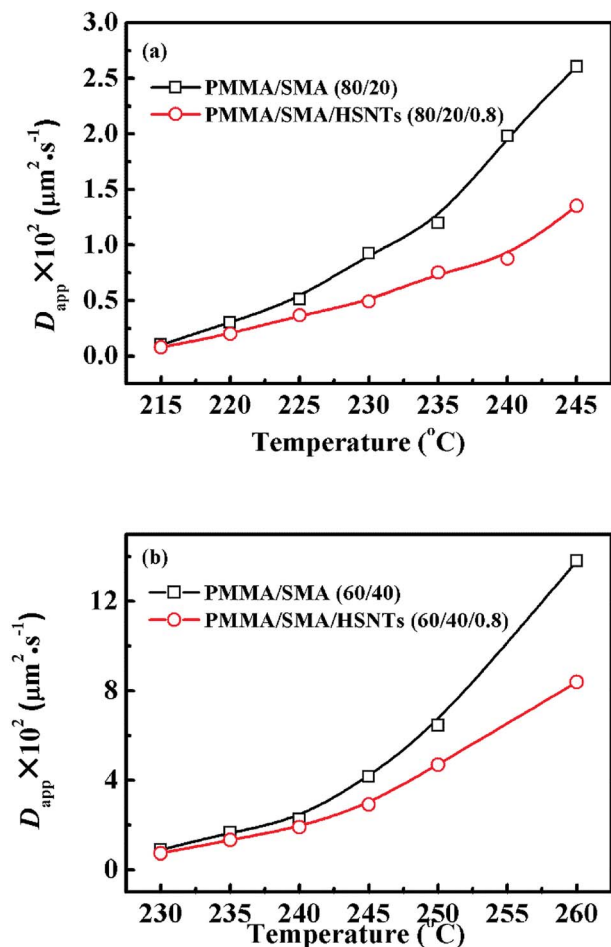 (a)
PMMA/SMA (80/20)
PMMA/SMA/HSNTs (80/20/0.8)
3.0
2.5
2.0
1.5
1.0
0.5
0.0
D_app ×10² (μm²•s⁻¹)
215 220 225 230 235 240 245
Temperature (°C)
(b)
PMMA/SMA (60/40)
PMMA/SMA/HSNTs (60/40/0.8)
12
8
4
0
D_app ×10² (μm²•s⁻¹)
230 235 240 245 250 255 260
Temperature (°C)